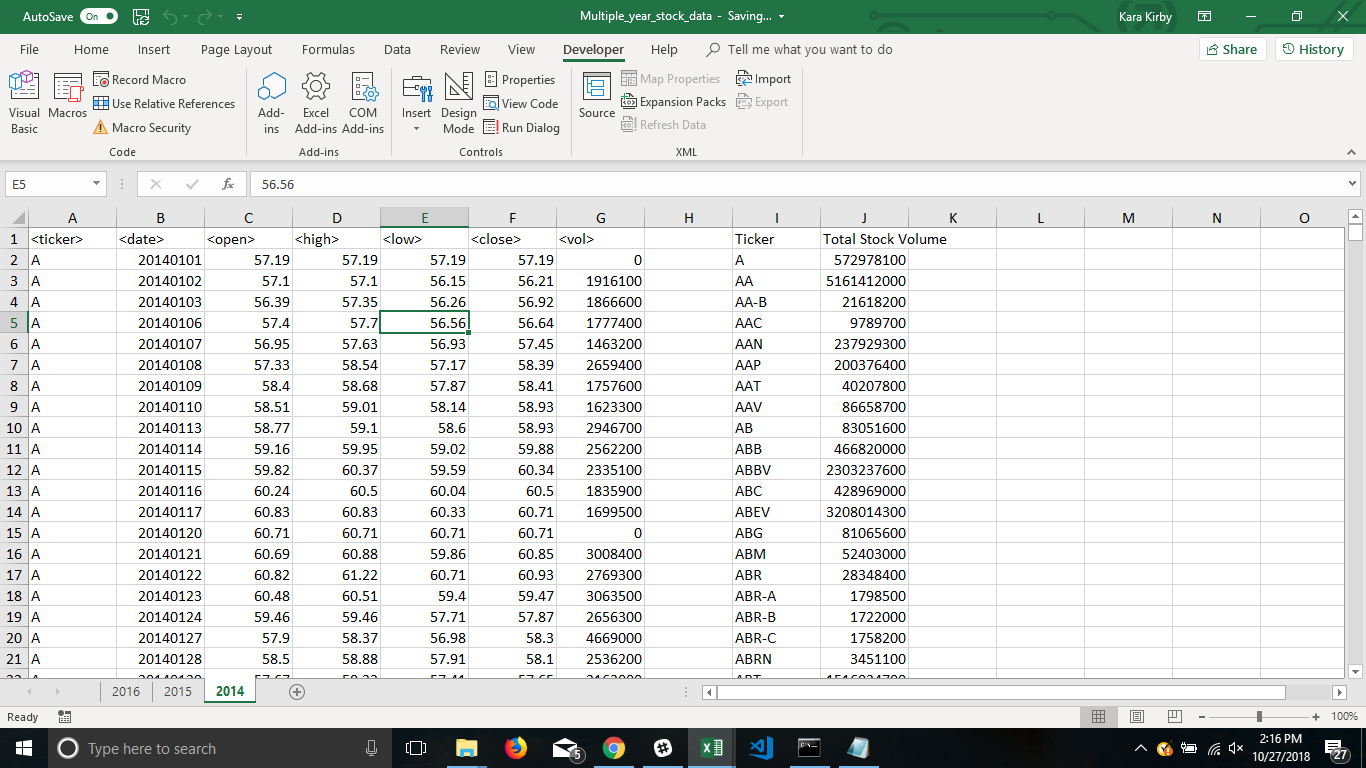 AutoSave On Multiple_year_stock_data - Saving... Kara Kirby
File Home Insert Page Layout Formulas Data Review View Developer Help Tell me what you want to do Share History
Visual Basic
Macros
Record Macro
Use Relative References
Macro Security
Code
Add-ins
Excel Add-ins
COM Add-ins
Add-ins
Insert
Design Mode
Properties
View Code
Run Dialog
Controls
Source
Map Properties
Expansion Packs
Refresh Data
Import
Export
XML
E5 fx 56.56
A B C D E F G H I J K L M N O
1 <ticker> <date> <open> <high> <low> <close> <vol> Ticker Total Stock Volume
2 A 20140101 57.19 57.19 57.19 57.19 0 A 572978100
3 A 20140102 57.1 57.1 56.15 56.21 1916100 AA 5161412000
4 A 20140103 56.39 57.35 56.26 56.92 1866600 AA-B 21618200
5 A 20140106 57.4 57.7 56.56 56.64 1777400 AAC 9789700
6 A 20140107 56.95 57.63 56.93 57.45 1463200 AAN 237929300
7 A 20140108 57.33 58.54 57.17 58.39 2659400 AAP 200376400
8 A 20140109 58.4 58.68 57.87 58.41 1757600 AAT 40207800
9 A 20140110 58.51 59.01 58.14 58.93 1623300 AAV 86658700
10 A 20140113 58.77 59.1 58.6 58.93 2946700 AB 83051600
11 A 20140114 59.16 59.95 59.02 59.88 2562200 ABB 466820000
12 A 20140115 59.82 60.37 59.59 60.34 2335100 ABBV 2303237600
13 A 20140116 60.24 60.5 60.04 60.5 1835900 ABC 428969000
14 A 20140117 60.83 60.83 60.33 60.71 1699500 ABEV 3208014300
15 A 20140120 60.71 60.71 60.71 60.71 0 ABG 81065600
16 A 20140121 60.69 60.88 59.86 60.85 3008400 ABM 52403000
17 A 20140122 60.82 61.22 60.71 60.93 2769300 ABR 28348400
18 A 20140123 60.48 60.51 59.4 59.47 3063500 ABR-A 1798500
19 A 20140124 59.46 59.46 57.71 57.87 2656300 ABR-B 1722000
20 A 20140127 57.9 58.37 56.98 58.3 4669000 ABR-C 1758200
21 A 20140128 58.5 58.88 57.91 58.1 2536200 ABRN 3451100
2016 2015 2014
Ready 100%
Type here to search 5 2:16 PM
10/27/2018 27